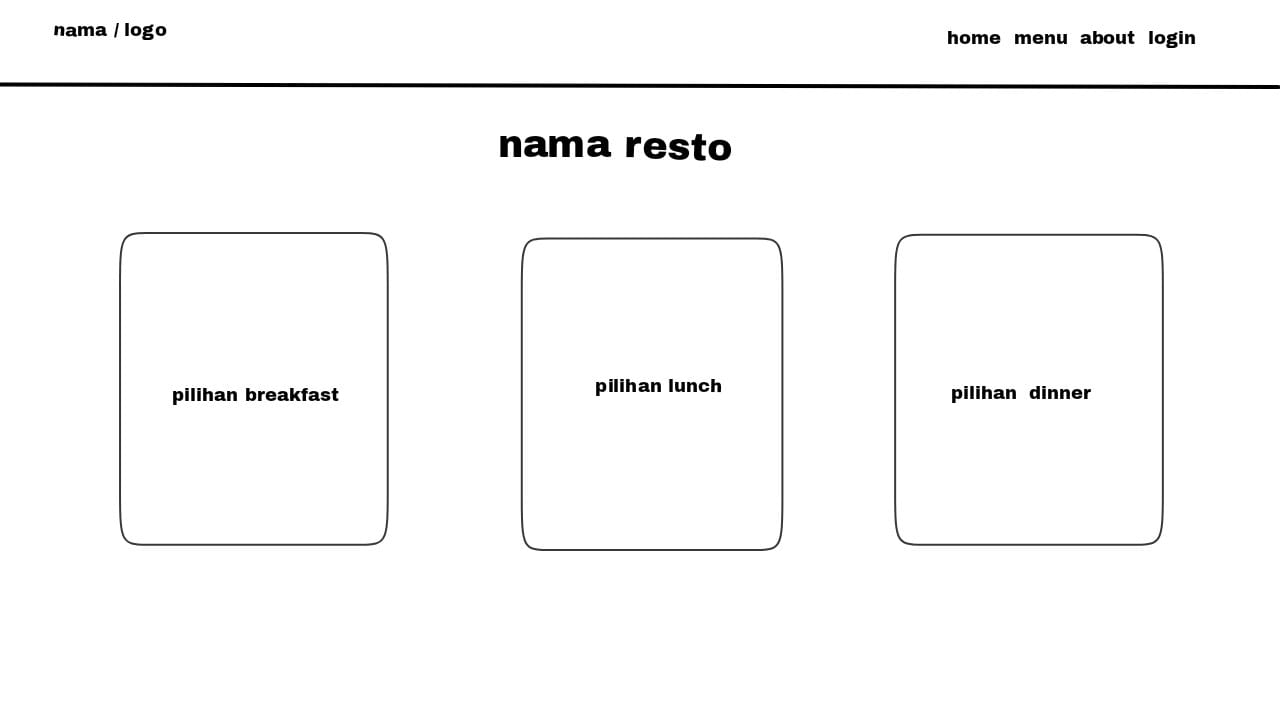 nama / logo
home menu about login
nama resto
pilihan breakfast
pilihan lunch
pilihan dinner